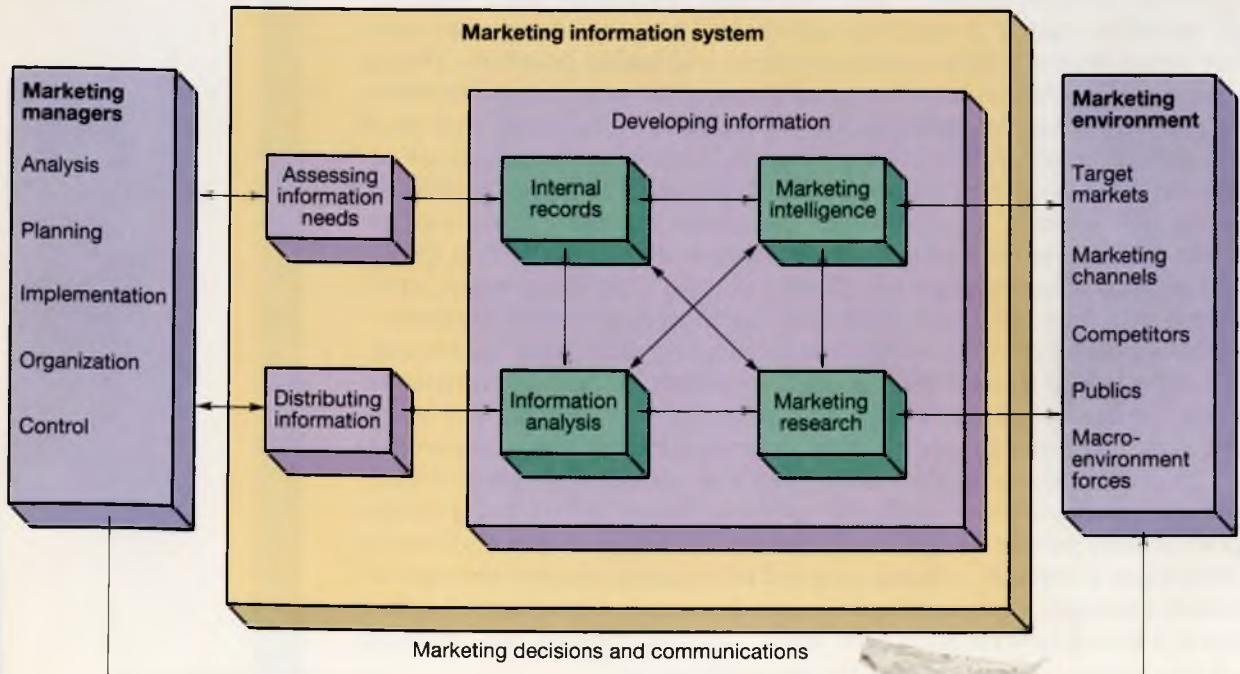 Marketing information system
Marketing
managers
Analysis
Planning
Implementation
Organization
Control
Assessing
information
needs
Distributing
information
Developing information
Internal
records
Marketing
intelligence
Information
analysis
Marketing
research
Marketing
environment
Target
markets
Marketing
channels
Competitors
Publics
Macro-
environment
forces
Marketing decisions and communications